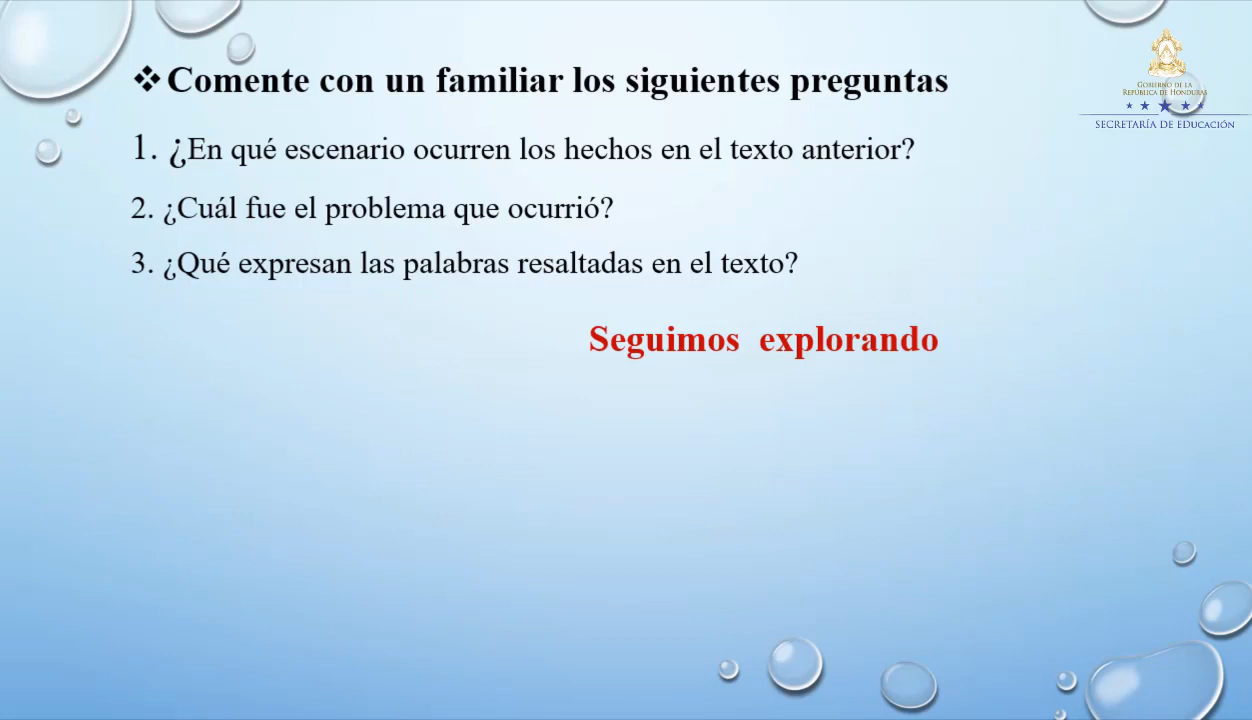 ❖Comente con un familiar los siguientes preguntas
1. ¿En qué escenario ocurren los hechos en el texto anterior?
2. ¿Cuál fue el problema que ocurrió?
3. ¿Qué expresan las palabras resaltadas en el texto?
Seguimos explorando
GOBIERNO DE LA
REPÚBLICA DE HONDURAS
SECRETARÍA DE EDUCACIÓN